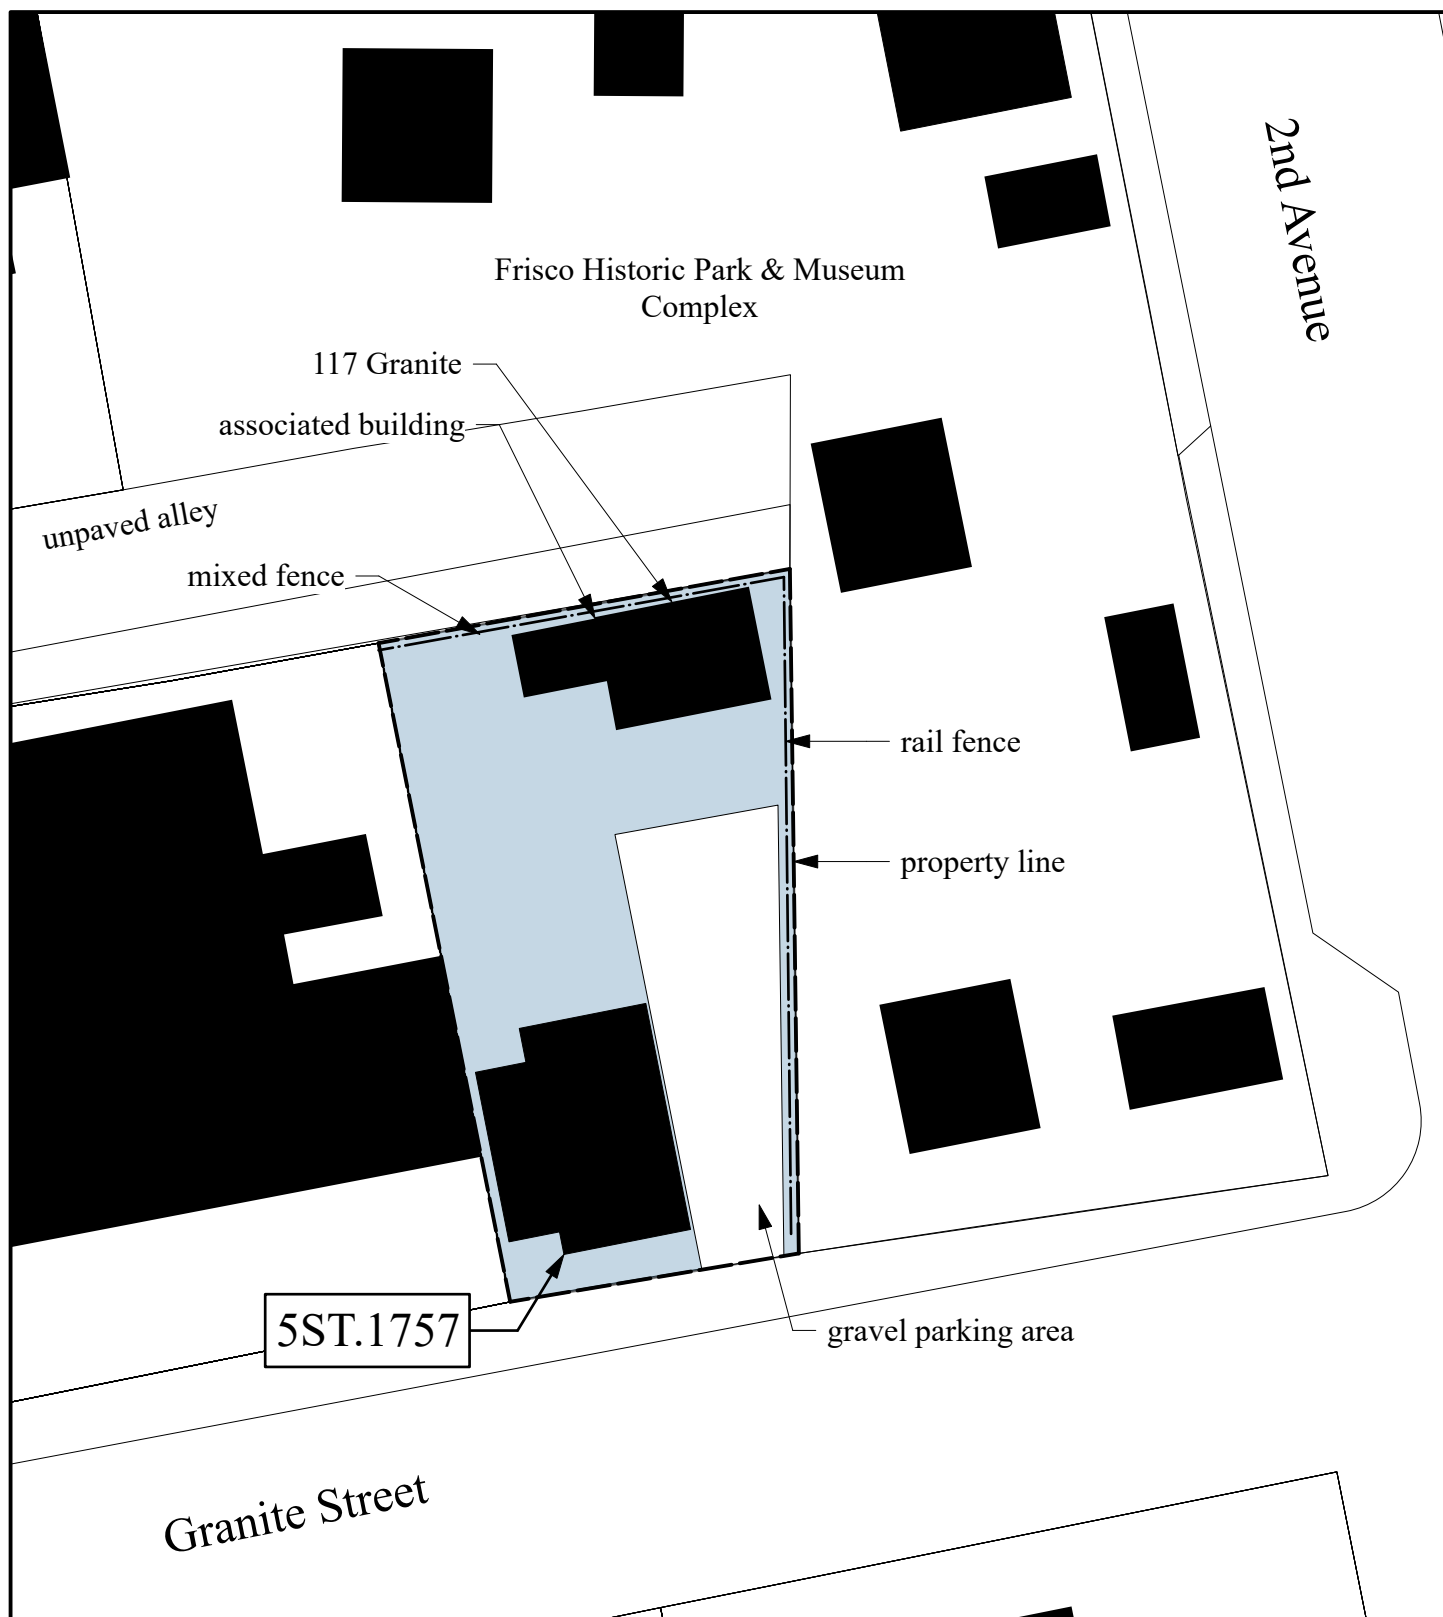 2nd Avenue
Frisco Historic Park & Museum
Complex
117 Granite
associated building
unpaved alley
mixed fence
rail fence
property line
5ST.1757
gravel parking area
Granite Street